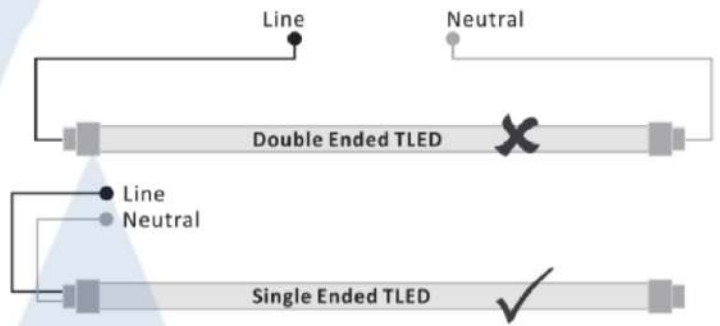 Line Neutral
Double Ended TLED
Line
Neutral
Single Ended TLED